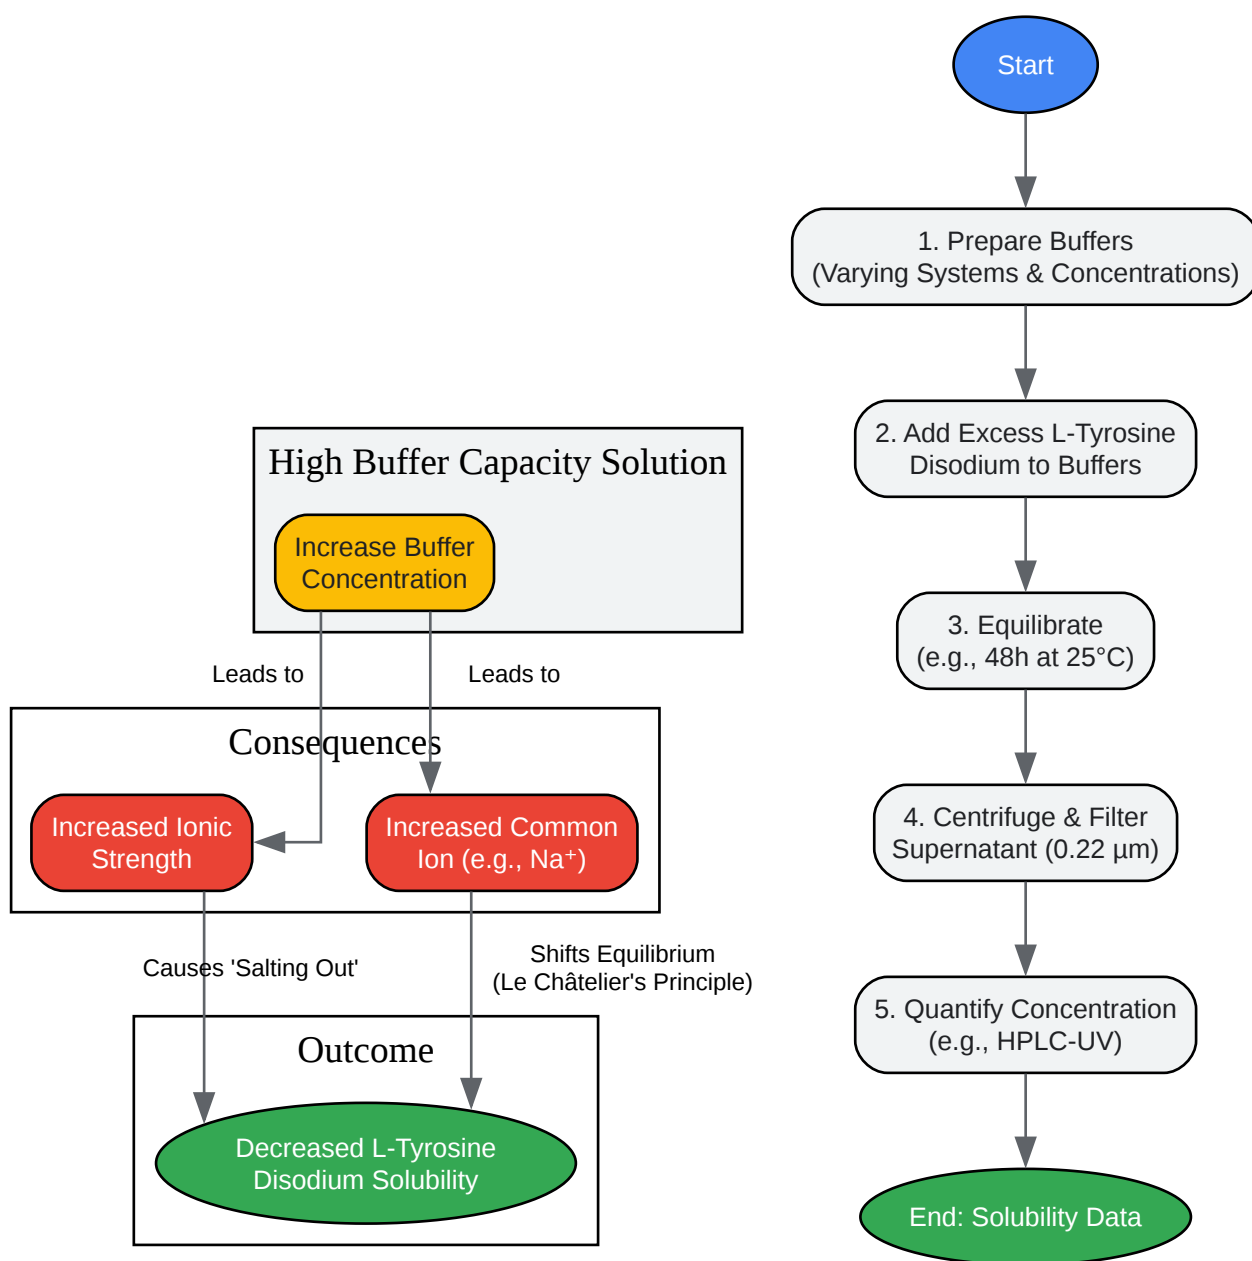 High Buffer Capacity Solution
Increase Buffer
Concentration
Leads to
Leads to
Consequences
Increased Ionic
Strength
Increased Common
Ion (e.g., Na⁺)
Causes 'Salting Out'
Shifts Equilibrium
(Le Châtelier's Principle)
Outcome
Decreased L-Tyrosine
Disodium Solubility
Start
1. Prepare Buffers
(Varying Systems & Concentrations)
2. Add Excess L-Tyrosine
Disodium to Buffers
3. Equilibrate
(e.g., 48h at 25°C)
4. Centrifuge & Filter
Supernatant (0.22 µm)
5. Quantify Concentration
(e.g., HPLC-UV)
End: Solubility Data